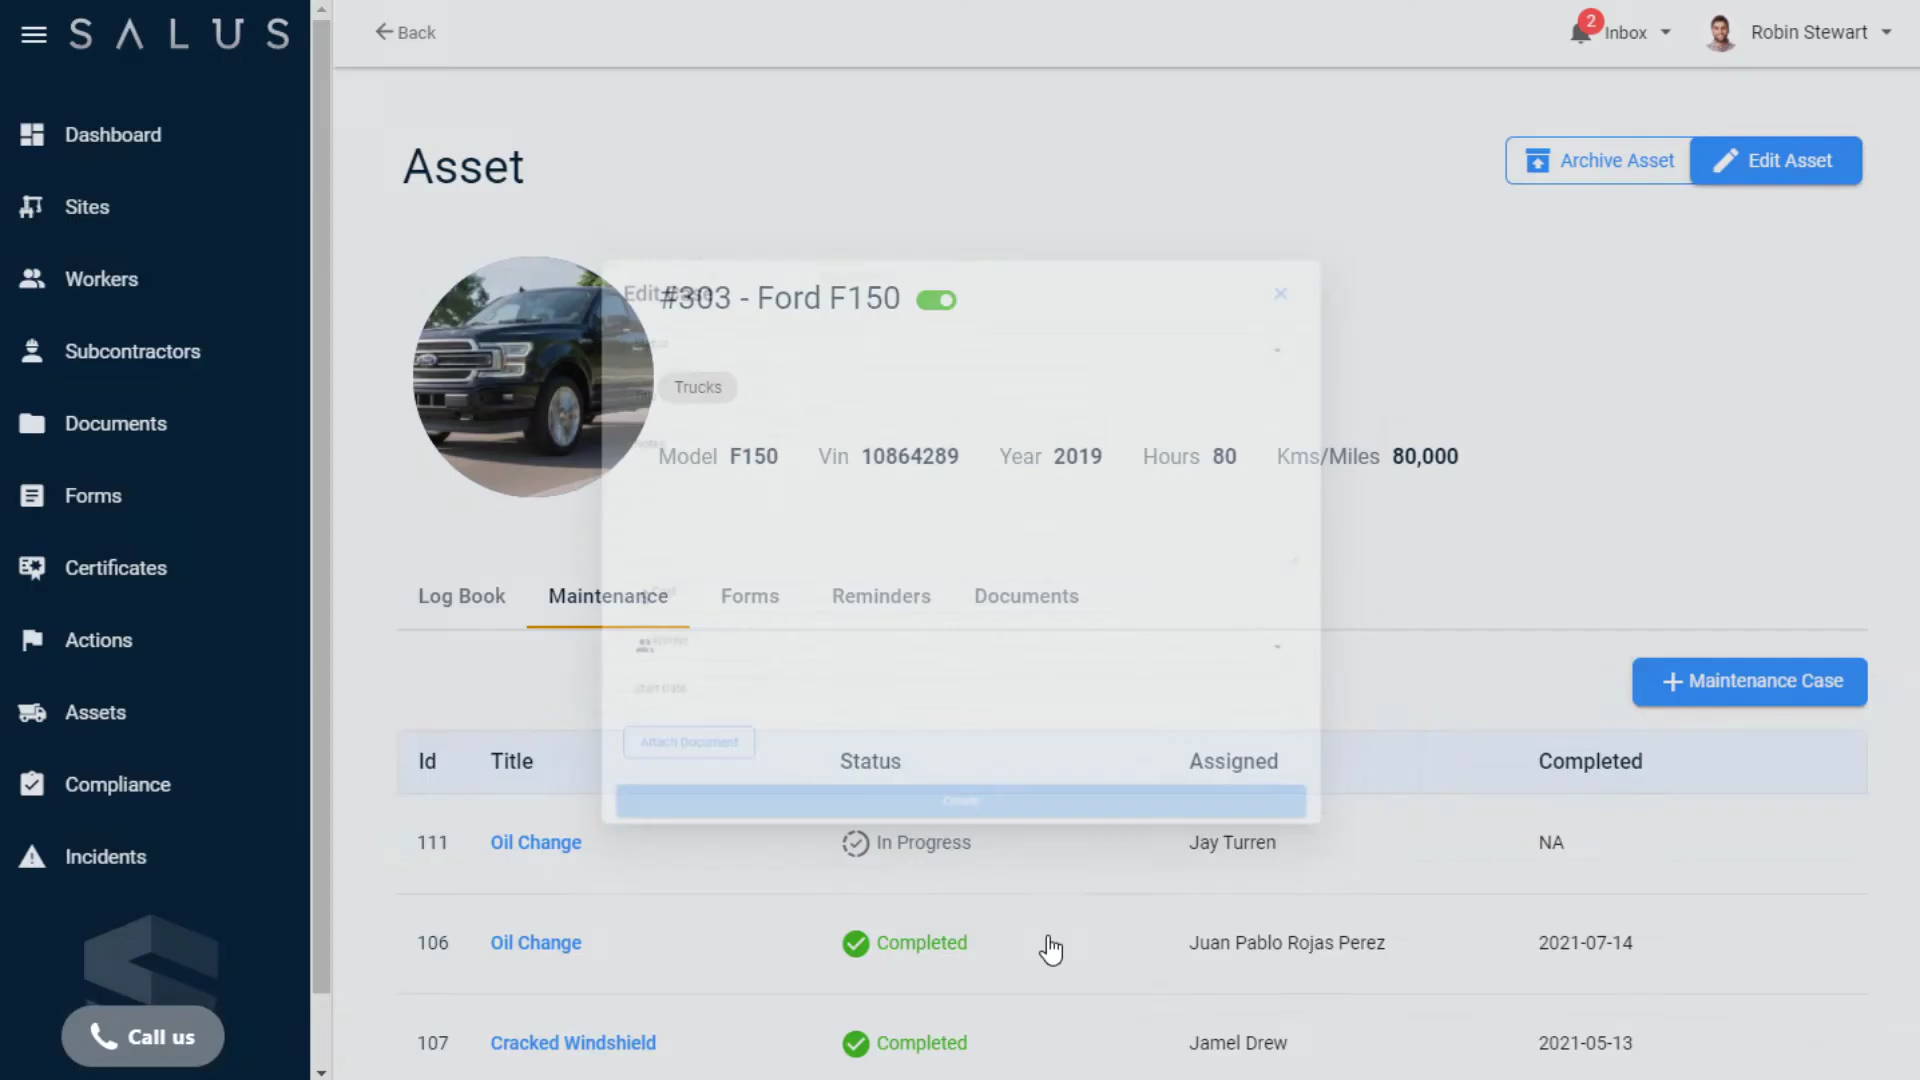 SALUS
Back
2
Inbox
Robin Stewart
Dashboard
Sites
Workers
Subcontractors
Documents
Forms
Certificates
Actions
Assets
Compliance
Incidents
Call us
Asset
Archive Asset
Edit Asset
Edit
#303 - Ford F150
Trucks
Model F150 Vin 10864289 Year 2019 Hours 80 Kms/Miles 80,000
Log Book Maintenance Forms Reminders Documents
Start Date
Maintenance Case
Attach Document
Id Title Status Assigned Completed
Create
111 Oil Change In Progress Jay Turren NA
106 Oil Change Completed Juan Pablo Rojas Perez 2021-07-14
107 Cracked Windshield Completed Jamel Drew 2021-05-13